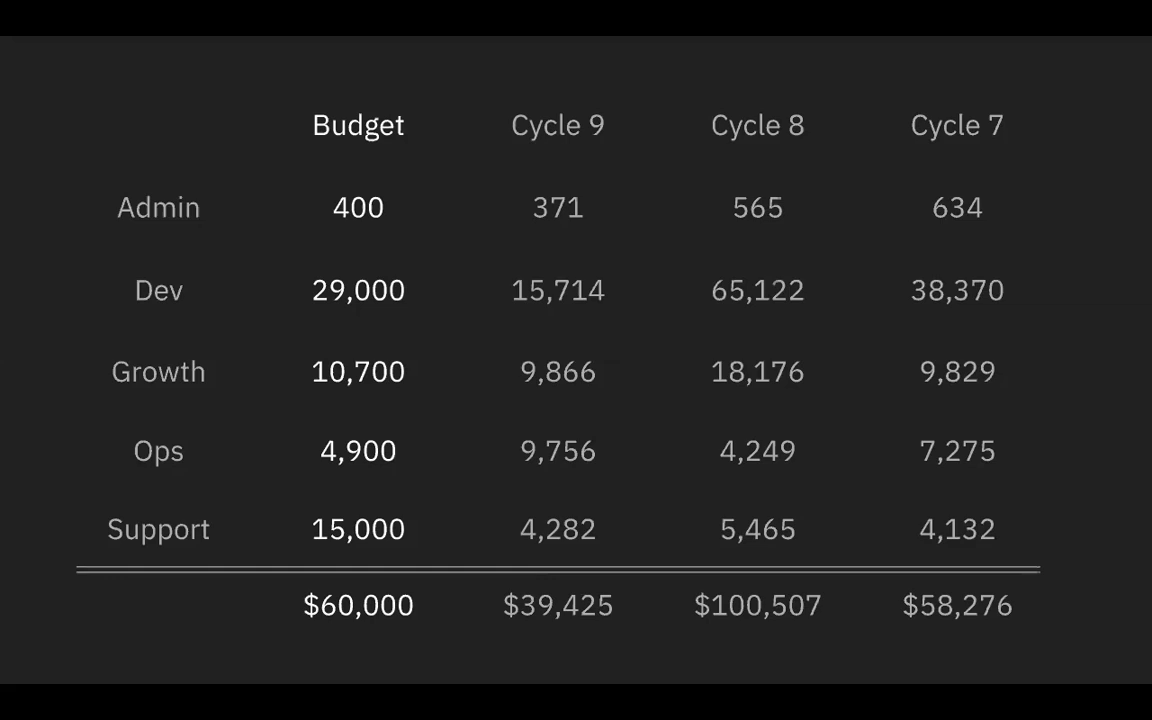 Budget Cycle 9 Cycle 8 Cycle 7
Admin 400 371 565 634
Dev 29,000 15,714 65,122 38,370
Growth 10,700 9,866 18,176 9,829
Ops 4,900 9,756 4,249 7,275
Support 15,000 4,282 5,465 4,132
$60,000 $39,425 $100,507 $58,276